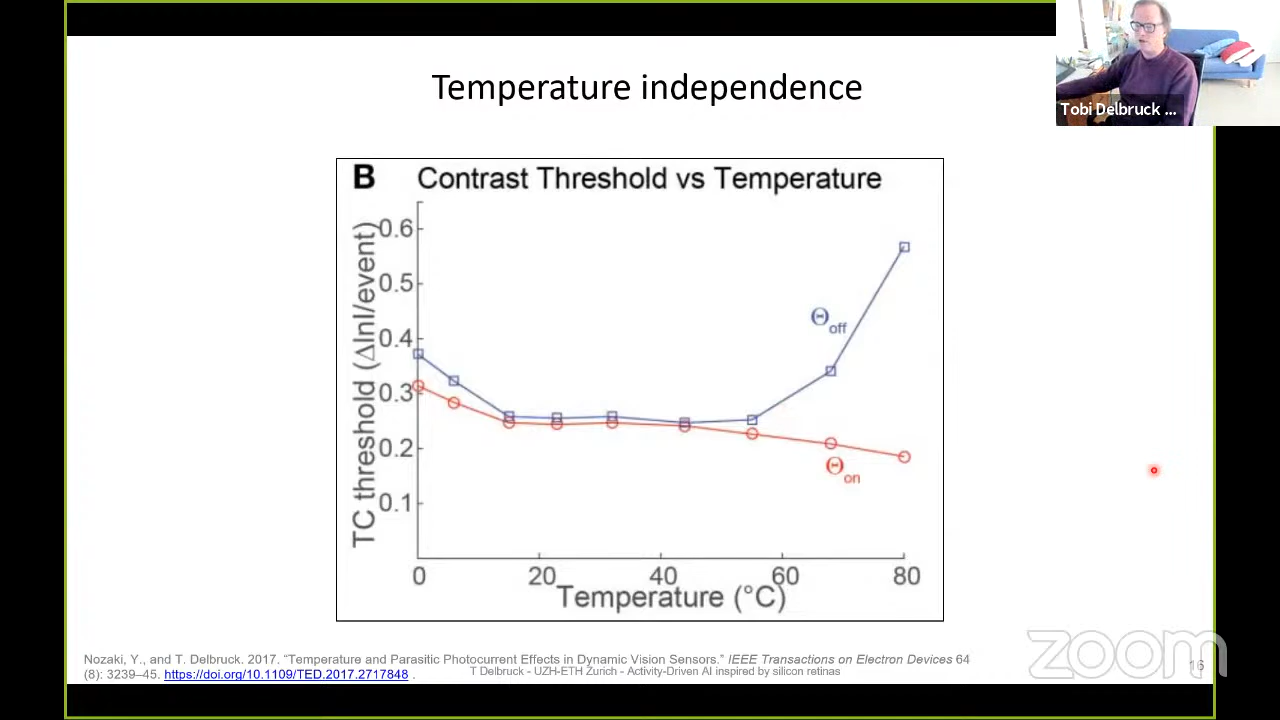 Temperature independence
Tobi Delbruck ...
B Contrast Threshold vs Temperature
TC threshold (ΔlnI/event)
0.6
0.5
0.4
0.3
0.2
0.1
Θoff
Θon
0 20 40 60 80
Temperature (°C)
Nozaki, Y., and T. Delbruck. 2017. “Temperature and Parasitic Photocurrent Effects in Dynamic Vision Sensors.” IEEE Transactions on Electron Devices 64
(8): 3239–45. https://doi.org/10.1109/TED.2017.2717848 .
T Delbruck - UZH-ETH Zurich - Activity-Driven AI inspired by silicon retinas
zoom
16